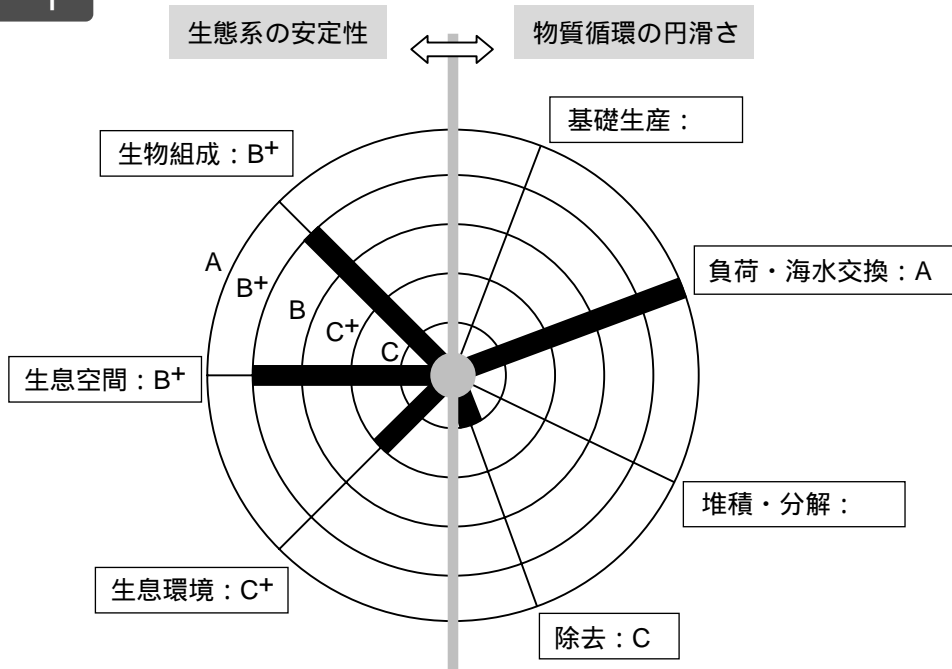 生態系の安定性
物質循環の円滑さ
基礎生産：
生物組成：B+
負荷・海水交換：A
A
B+
B
C+
C
生息空間：B+
堆積・分解：
生息環境：C+
除去：C